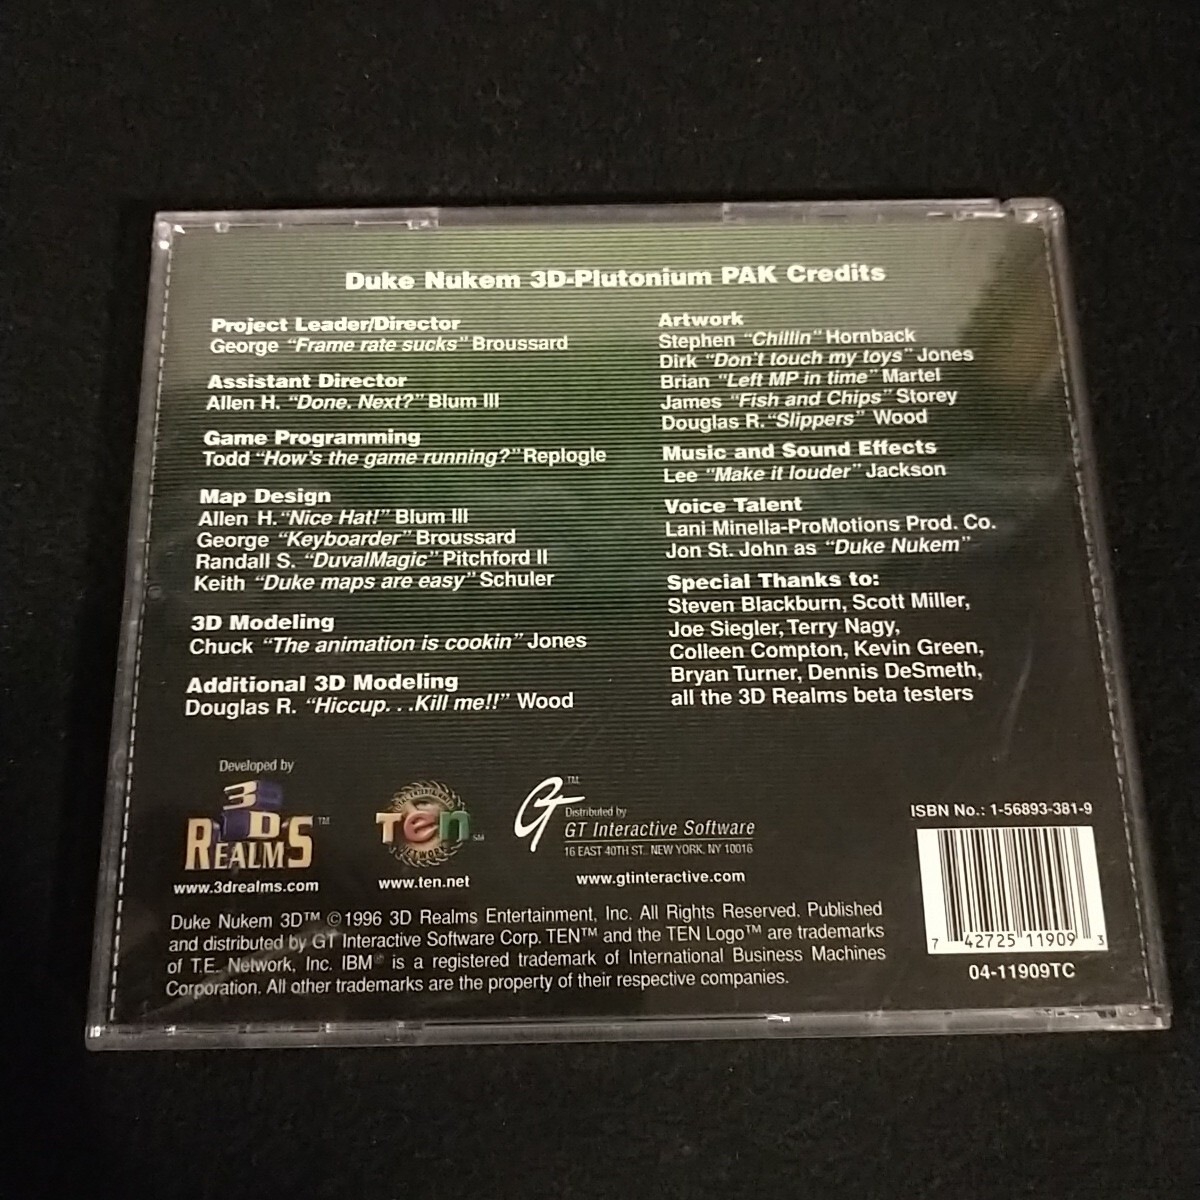 Duke Nukem 3D-Plutonium PAK Credits
Project Leader/Director
George "Frame rate sucks" Broussard
Assistant Director
Allen H. "Done. Next?" Blum III
Game Programming
Todd "How's the game running?" Replogle
Map Design
Allen H. "Nice Hat!" Blum III
George "Keyboarder" Broussard
Randall S. "DuvalMagic" Pitchford II
Keith "Duke maps are easy" Schuler
3D Modeling
Chuck "The animation is cookin" Jones
Additional 3D Modeling
Douglas R. "Hiccup. . .Kill me!!" Wood
Artwork
Stephen "Chillin" Hornback
Dirk "Don't touch my toys" Jones
Brian "Left MP in time" Martel
James "Fish and Chips" Storey
Douglas R. "Slippers" Wood
Music and Sound Effects
Lee "Make it louder" Jackson
Voice Talent
Lani Minella-ProMotions Prod. Co.
Jon St. John as "Duke Nukem"
Special Thanks to:
Steven Blackburn, Scott Miller,
Joe Siegler, Terry Nagy,
Colleen Compton, Kevin Green,
Bryan Turner, Dennis DeSmeth,
all the 3D Realms beta testers
Developed by
3D
REALMS™
www.3drealms.com
TEN℠
NETWORK
www.ten.net
GT™
Distributed by
GT Interactive Software
16 EAST 40TH ST. NEW YORK, NY 10016
www.gtinteractive.com
ISBN No.: 1-56893-381-9
7 42725 11909 3
04-11909TC
Duke Nukem 3D™ ©1996 3D Realms Entertainment, Inc. All Rights Reserved. Published
and distributed by GT Interactive Software Corp. TEN™ and the TEN Logo™ are trademarks
of T.E. Network, Inc. IBM® is a registered trademark of International Business Machines
Corporation. All other trademarks are the property of their respective companies.